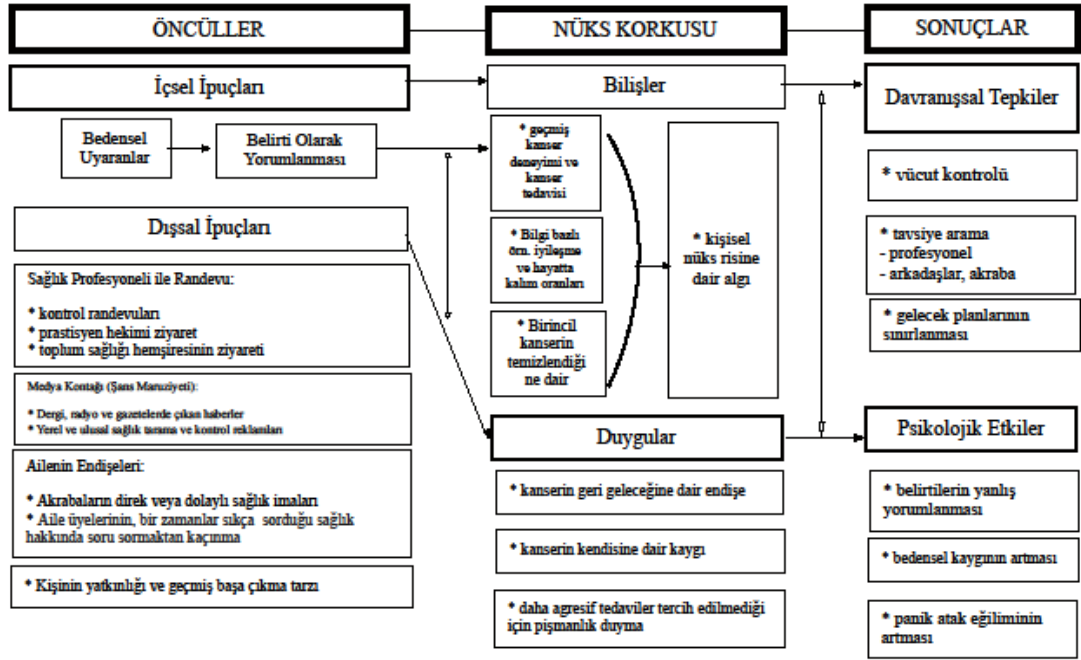 ÖNCÜLLER
NÜKS KORKUSU
SONUÇLAR
İçsel İpuçları
Bilişler
Davranışsal Tepkiler
Bedensel
Uyaranlar
Belirti Olarak
Yorumlanması
* geçmiş
kanser
deneyimi ve
kanser
tedavisi
* Bilgi bazlı
örn. iyileşme
ve hayatta
kalım oranları
* Birincil
kanserin
temizlendiği
ne dair
* kişisel
nüks risine
dair algı
* vücut kontrolü
* tavsiye arama
- profesyonel
- arkadaşlar, akraba
* gelecek planlarının
sınırlanması
Dışsal İpuçları
Sağlık Profesyoneli ile Randevu:
* kontrol randevuları
* prastisyen hekimi ziyaret
* toplum sağlığı hemşiresinin ziyareti
Medya Kontağı (Şans Maruziyeti):
* Dergi, radyo ve gazetelerde çıkan haberler
* Yerel ve ulusal sağlık tarama ve kontrol reklamları
Ailenin Endişeleri:
* Akrabaların direk veya dolaylı sağlık imaları
* Aile üyelerinin, bir zamanlar sıkça sorduğu sağlık
hakkında soru sormaktan kaçınma
* Kişinin yatkınlığı ve geçmiş başa çıkma tarzı
Duygular
* kanserin geri geleceğine dair endişe
* kanserin kendisine dair kaygı
* daha agresif tedaviler tercih edilmediği
için pişmanlık duyma
Psikolojik Etkiler
* belirtilerin yanlış
yorumlanması
* bedensel kaygının artması
* panik atak eğiliminin
artması